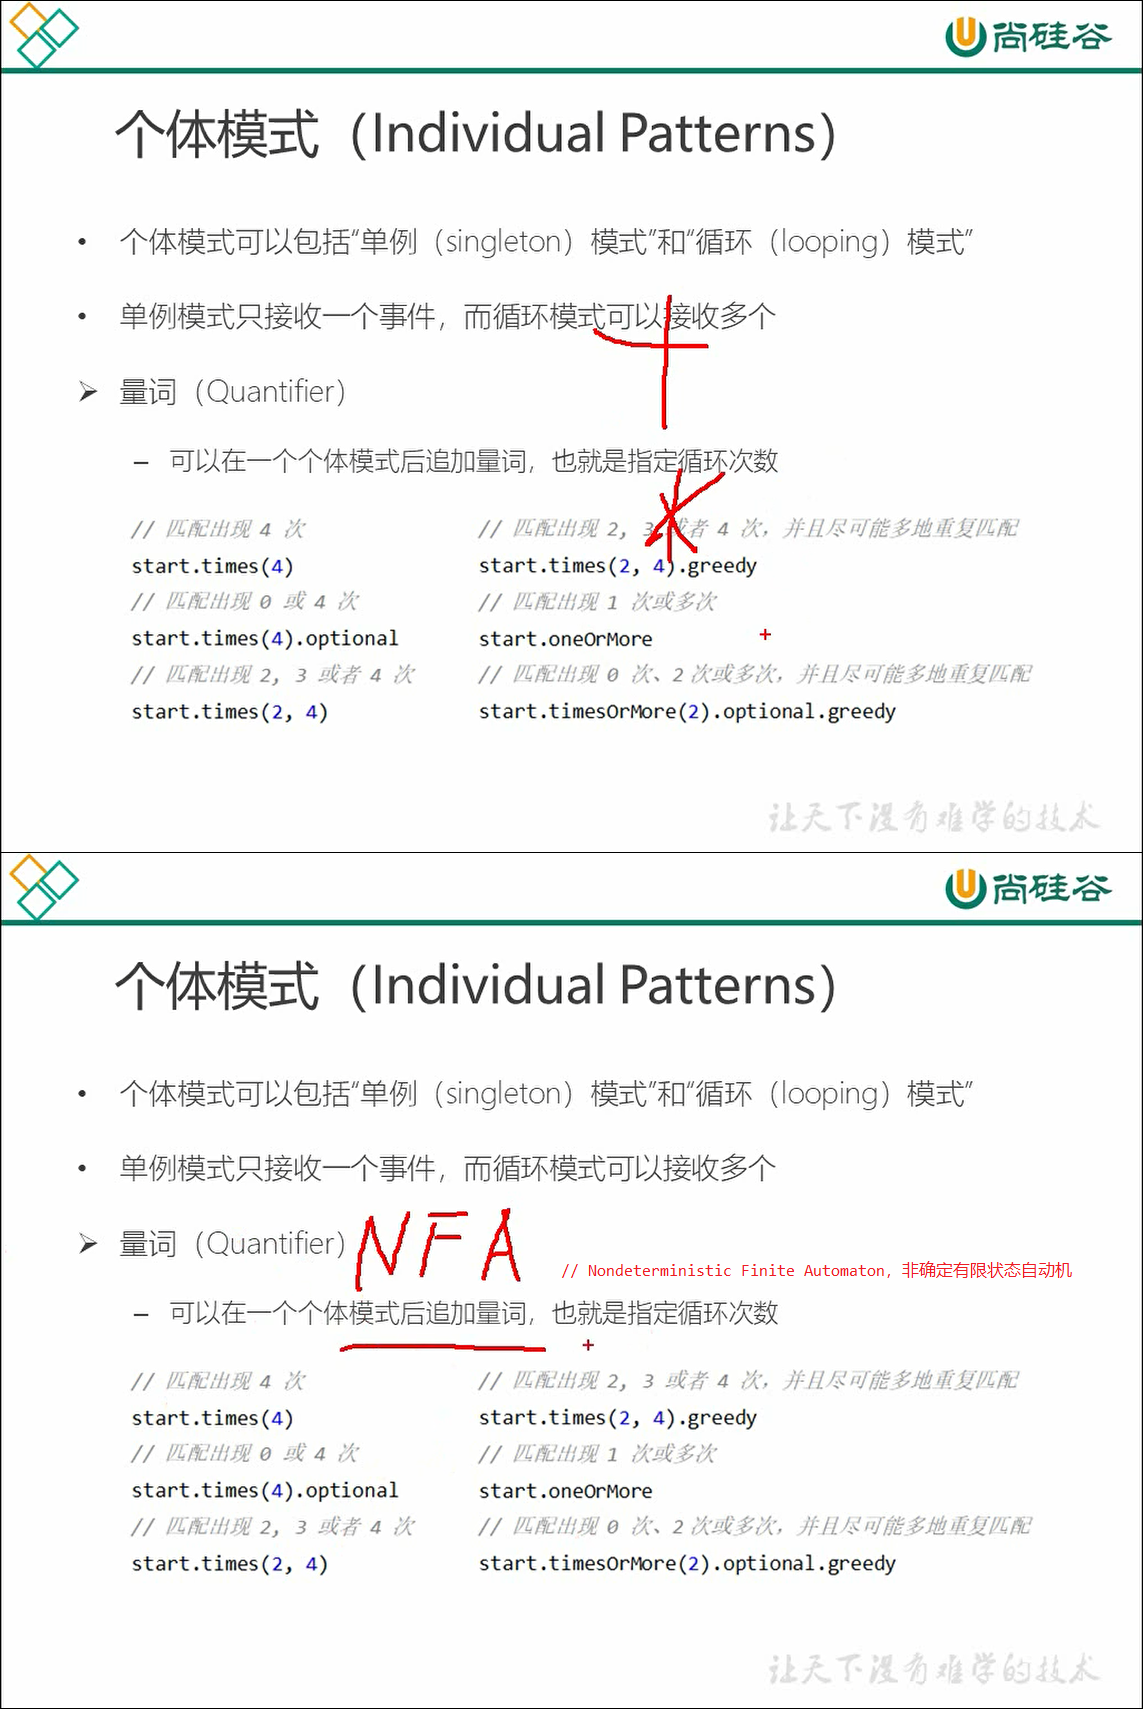 尚硅谷
个体模式（Individual Patterns）
• 个体模式可以包括“单例（singleton）模式”和“循环（looping）模式”
• 单例模式只接收一个事件，而循环模式可以接收多个
➢ 量词（Quantifier）
– 可以在一个个体模式后追加量词，也就是指定循环次数
// 匹配出现 4 次
start.times(4)
// 匹配出现 0 或 4 次
start.times(4).optional
// 匹配出现 2, 3 或者 4 次
start.times(2, 4)
// 匹配出现 2, 3 或者 4 次，并且尽可能多地重复匹配
start.times(2, 4).greedy
// 匹配出现 1 次或多次
start.oneOrMore
// 匹配出现 0 次、2 次或多次，并且尽可能多地重复匹配
start.timesOrMore(2).optional.greedy
+
*
让天下没有难学的技术
尚硅谷
个体模式（Individual Patterns）
• 个体模式可以包括“单例（singleton）模式”和“循环（looping）模式”
• 单例模式只接收一个事件，而循环模式可以接收多个
➢ 量词（Quantifier）
NFA
// Nondeterministic Finite Automaton，非确定有限状态自动机
– 可以在一个个体模式后追加量词，也就是指定循环次数
// 匹配出现 4 次
start.times(4)
// 匹配出现 0 或 4 次
start.times(4).optional
// 匹配出现 2, 3 或者 4 次
start.times(2, 4)
// 匹配出现 2, 3 或者 4 次，并且尽可能多地重复匹配
start.times(2, 4).greedy
// 匹配出现 1 次或多次
start.oneOrMore
// 匹配出现 0 次、2 次或多次，并且尽可能多地重复匹配
start.timesOrMore(2).optional.greedy
让天下没有难学的技术